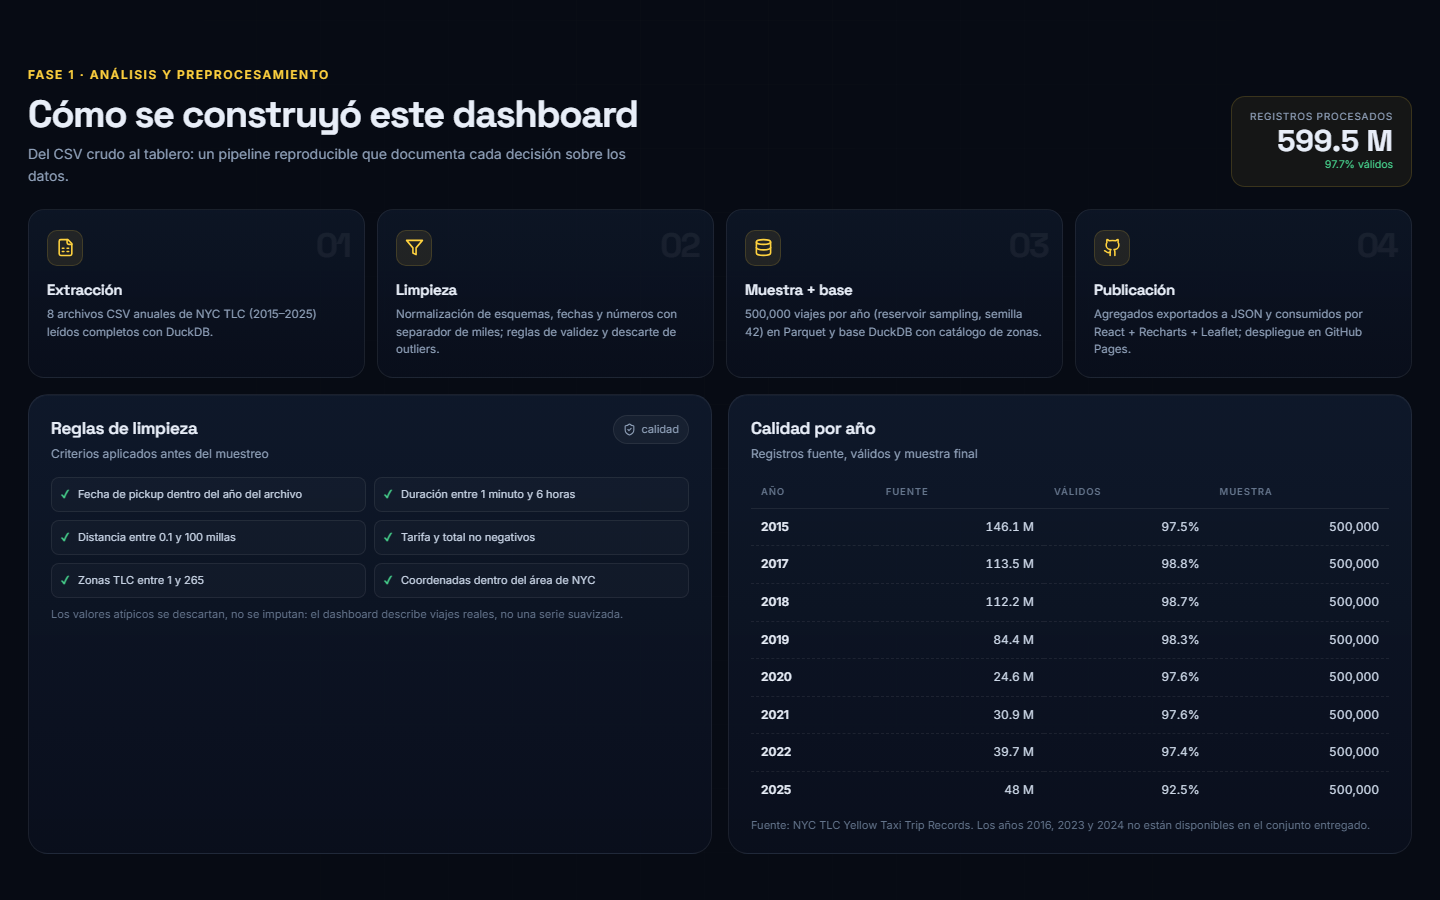 FASE 1 · ANÁLISIS Y PREPROCESAMIENTO
Cómo se construyó este dashboard
Del CSV crudo al tablero: un pipeline reproducible que documenta cada decisión sobre los
datos.
REGISTROS PROCESADOS
599.5 M
97.7% válidos
01
Extracción
8 archivos CSV anuales de NYC TLC (2015–2025)
leídos completos con DuckDB.
02
Limpieza
Normalización de esquemas, fechas y números con
separador de miles; reglas de validez y descarte de
outliers.
03
Muestra + base
500,000 viajes por año (reservoir sampling, semilla
42) en Parquet y base DuckDB con catálogo de zonas.
04
Publicación
Agregados exportados a JSON y consumidos por
React + Recharts + Leaflet; despliegue en GitHub
Pages.
Reglas de limpieza
calidad
Criterios aplicados antes del muestreo
✓ Fecha de pickup dentro del año del archivo
✓ Duración entre 1 minuto y 6 horas
✓ Distancia entre 0.1 y 100 millas
✓ Tarifa y total no negativos
✓ Zonas TLC entre 1 y 265
✓ Coordenadas dentro del área de NYC
Los valores atípicos se descartan, no se imputan: el dashboard describe viajes reales, no una serie suavizada.
Calidad por año
Registros fuente, válidos y muestra final
AÑO FUENTE VÁLIDOS MUESTRA
2015 146.1 M 97.5% 500,000
2017 113.5 M 98.8% 500,000
2018 112.2 M 98.7% 500,000
2019 84.4 M 98.3% 500,000
2020 24.6 M 97.6% 500,000
2021 30.9 M 97.6% 500,000
2022 39.7 M 97.4% 500,000
2025 48 M 92.5% 500,000
Fuente: NYC TLC Yellow Taxi Trip Records. Los años 2016, 2023 y 2024 no están disponibles en el conjunto entregado.